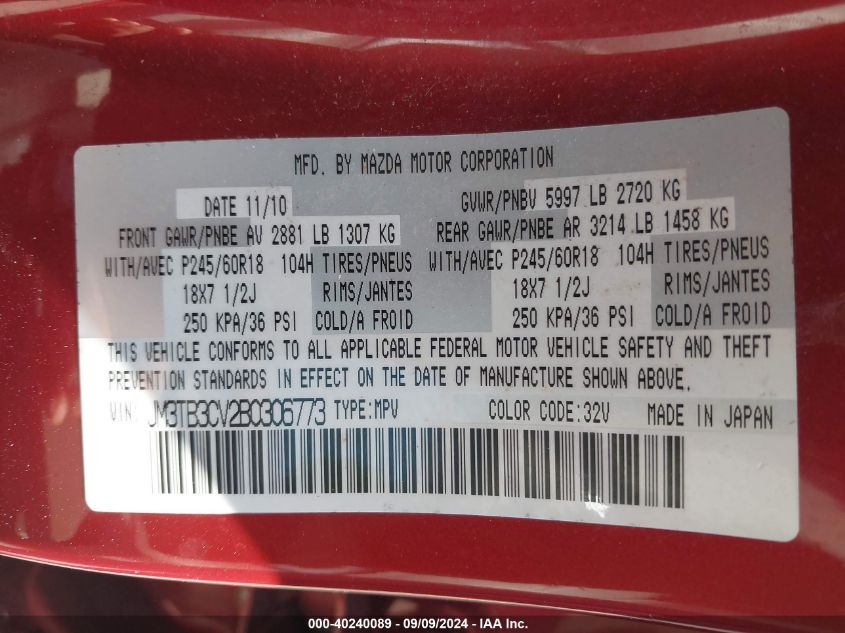 MFD. BY MAZDA MOTOR CORPORATION
DATE 11/10 GVWR/PNBV 5997 LB 2720 KG
FRONT GAWR/PNBE AV 2881 LB 1307 KG REAR GAWR/PNBE AR 3214 LB 1458 KG
WITH/AVEC P245/60R18 104H TIRES/PNEUS WITH/AVEC P245/60R18 104H TIRES/PNEUS
18X7 1/2J RIMS/JANTES 18X7 1/2J RIMS/JANTES
250 KPA/36 PSI COLD/A FROID 250 KPA/36 PSI COLD/A FROID
THIS VEHICLE CONFORMS TO ALL APPLICABLE FEDERAL MOTOR VEHICLE SAFETY AND THEFT
PREVENTION STANDARDS IN EFFECT ON THE DATE OF MANUFACTURE SHOWN ABOVE.
VIN: JM3TB3CV2B0306773 TYPE:MPV COLOR CODE:32V MADE IN JAPAN
000-40240089 - 09/09/2024 - IMAGE PROVIDED BY THE SELLER